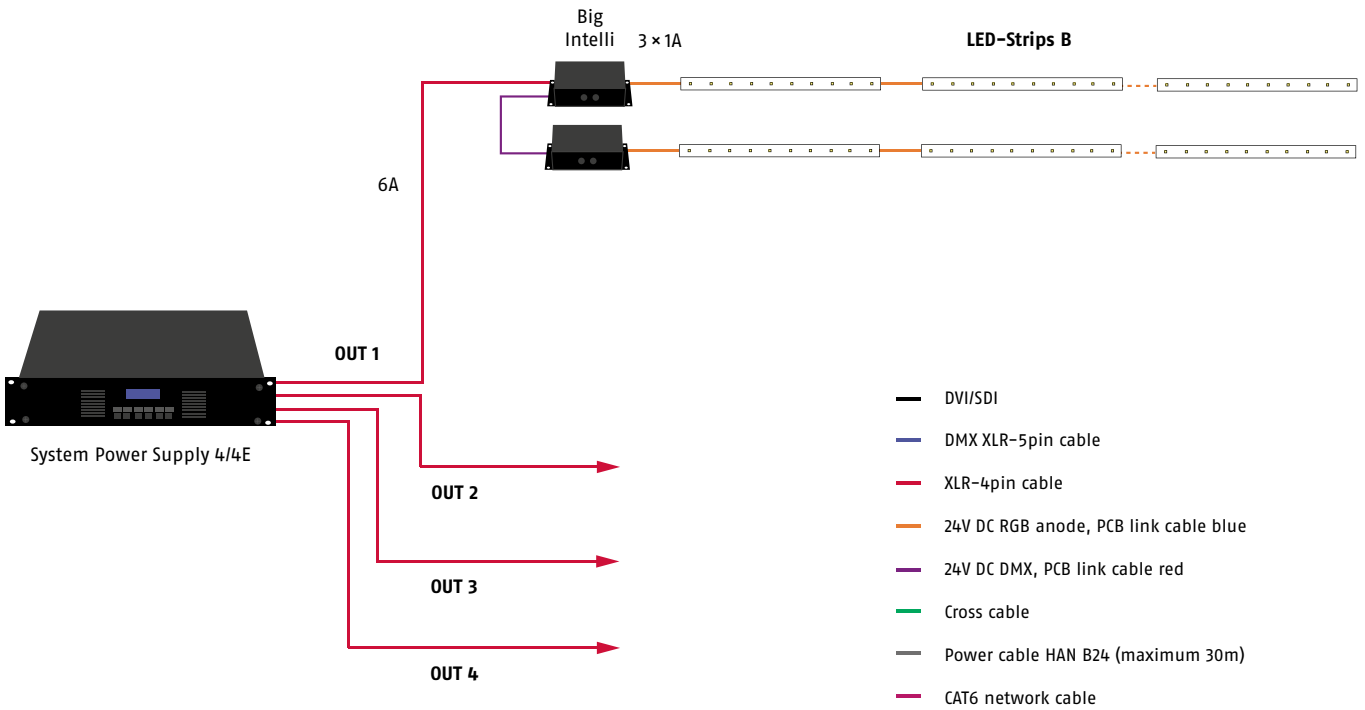 Big
Intelli
3 × 1A
LED-Strips B
6A
OUT 1
System Power Supply 4/4E
OUT 2
OUT 3
OUT 4
DVI/SDI
DMX XLR-5pin cable
XLR-4pin cable
24V DC RGB anode, PCB link cable blue
24V DC DMX, PCB link cable red
Cross cable
Power cable HAN B24 (maximum 30m)
CAT6 network cable